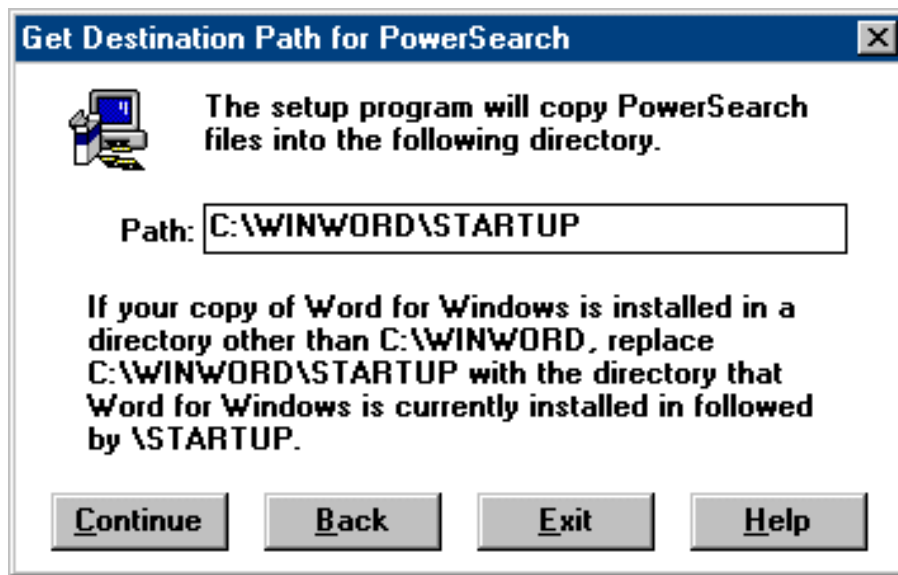 Get Destination Path for PowerSearch
The setup program will copy PowerSearch
files into the following directory.
Path: C:\WINWORD\STARTUP
If your copy of Word for Windows is installed in a
directory other than C:\WINWORD, replace
C:\WINWORD\STARTUP with the directory that
Word for Windows is currently installed in followed
by \STARTUP.
Continue Back Exit Help